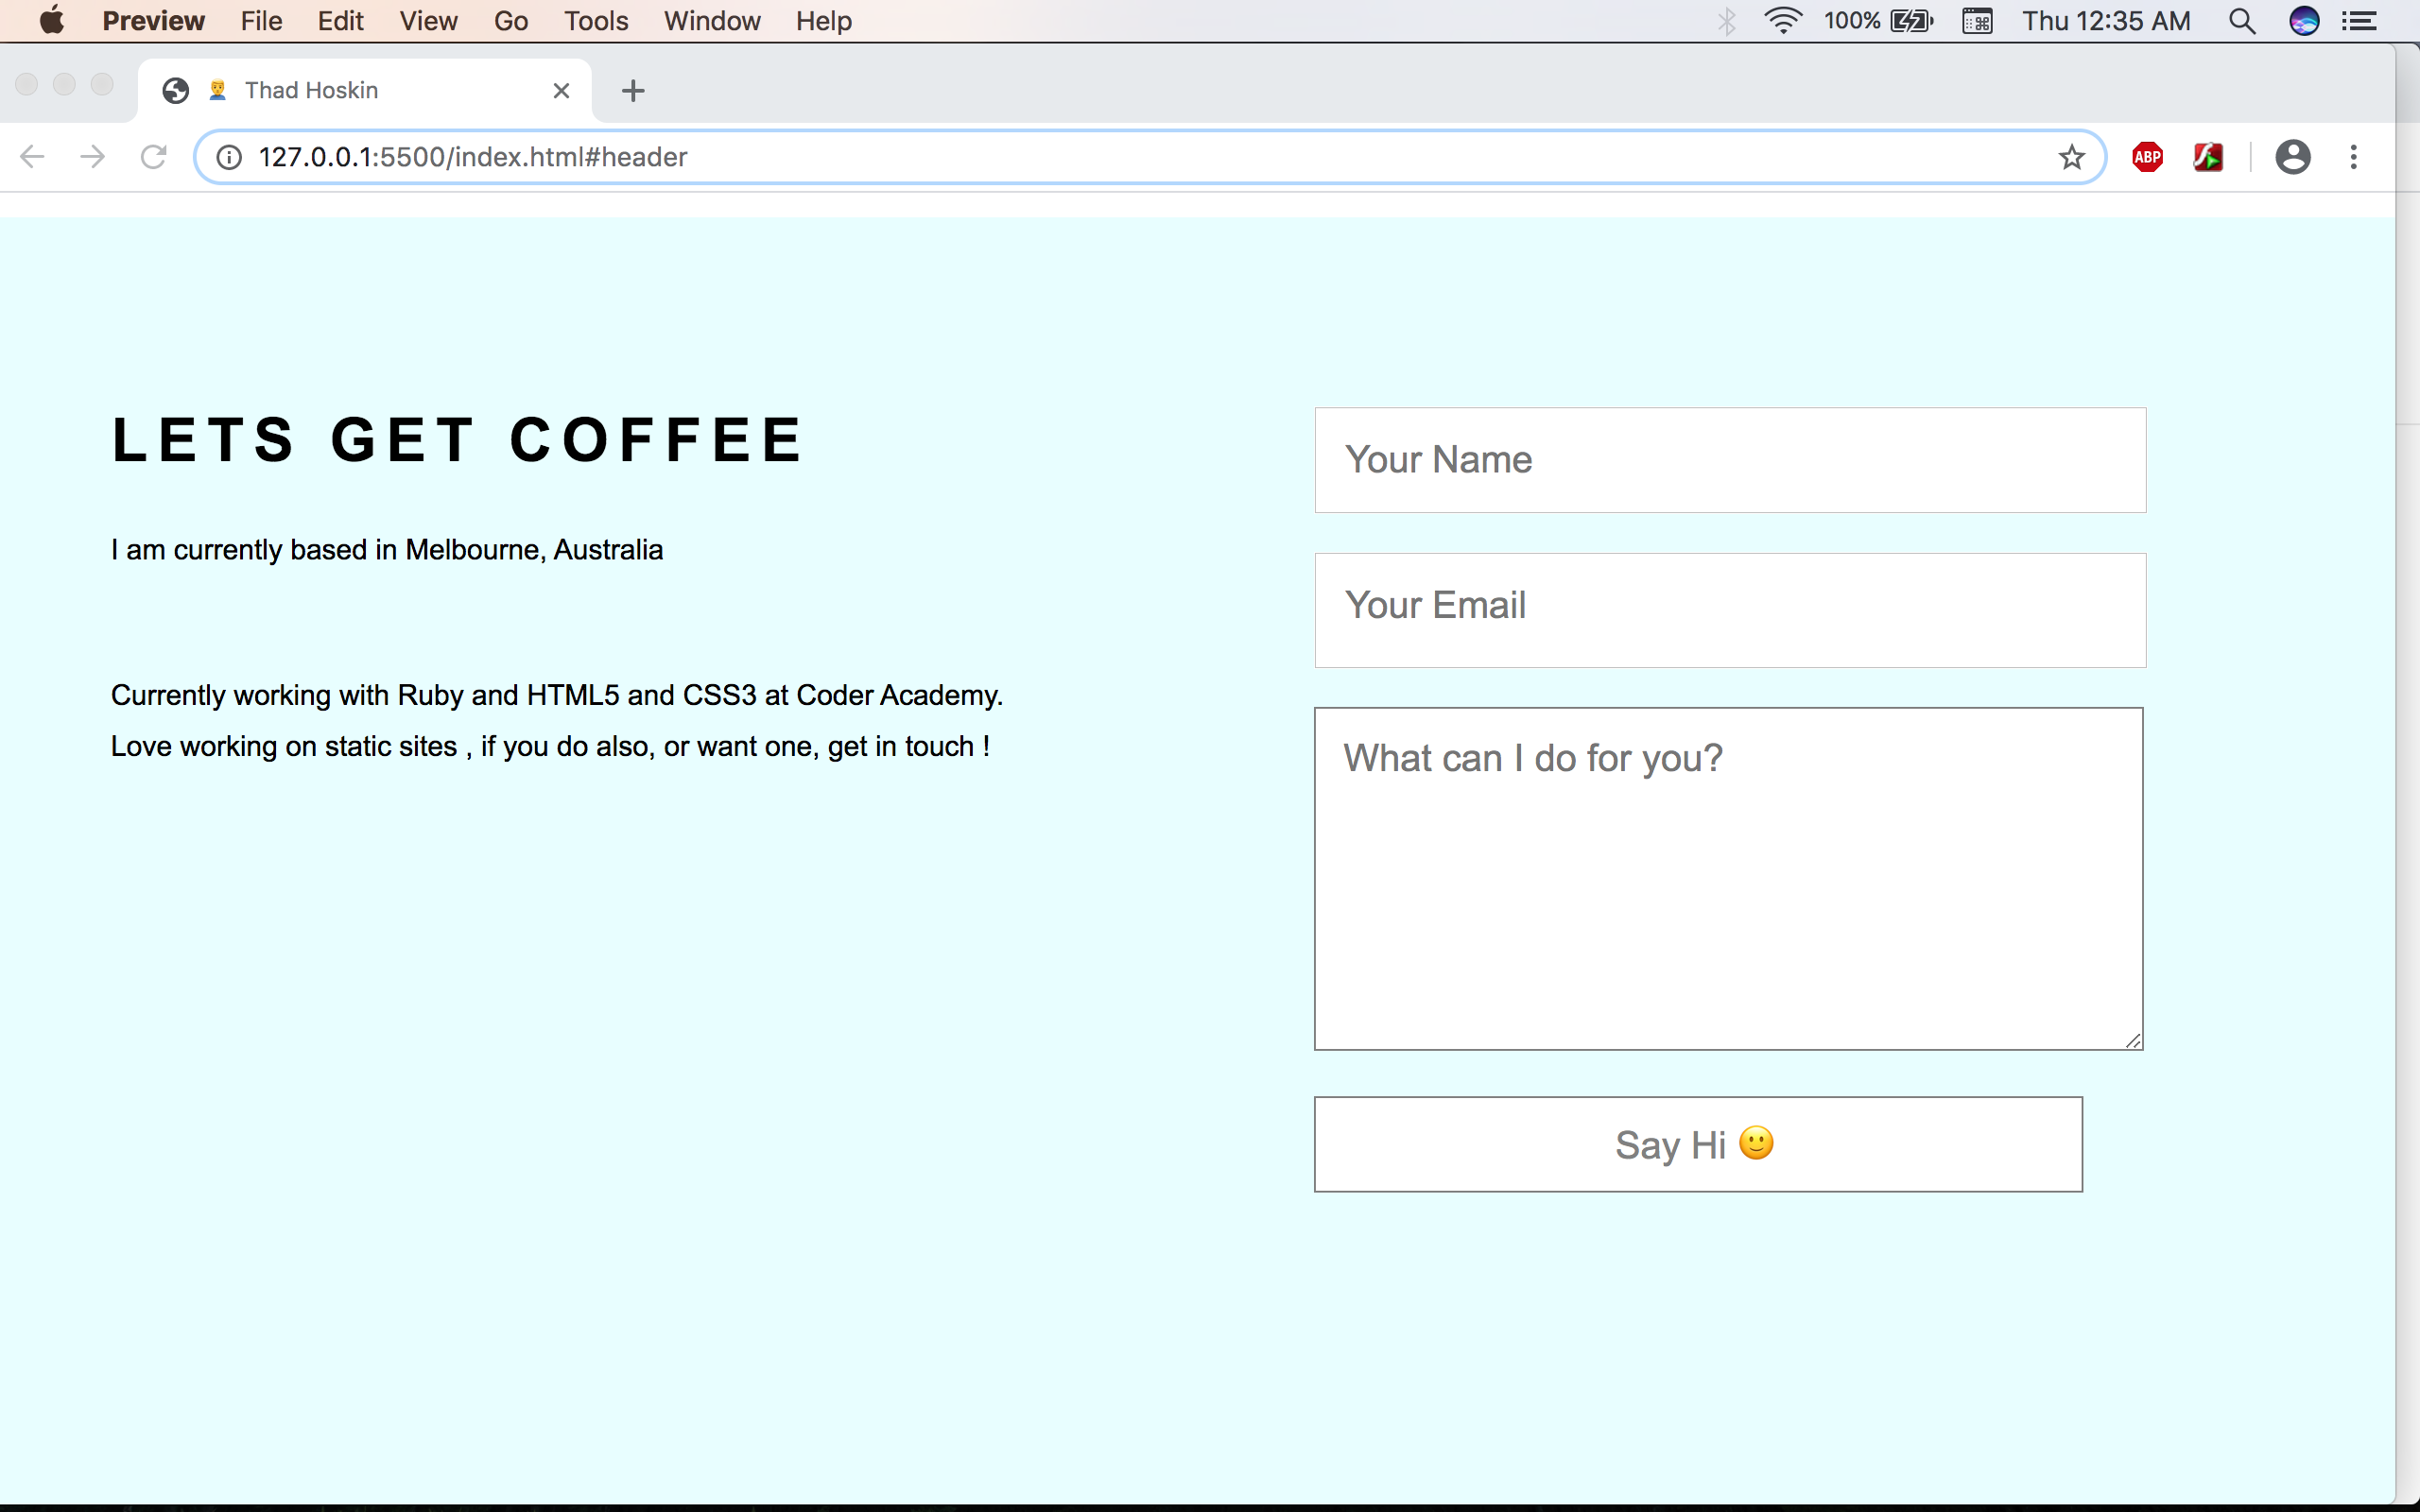 Preview File Edit View Go Tools Window Help 100% Thu 12:35 AM
Thad Hoskin
127.0.0.1:5500/index.html#header
ABP
LETS GET COFFEE
I am currently based in Melbourne, Australia
Currently working with Ruby and HTML5 and CSS3 at Coder Academy.
Love working on static sites , if you do also, or want one, get in touch !
Your Name
Your Email
What can I do for you?
Say Hi 🙂